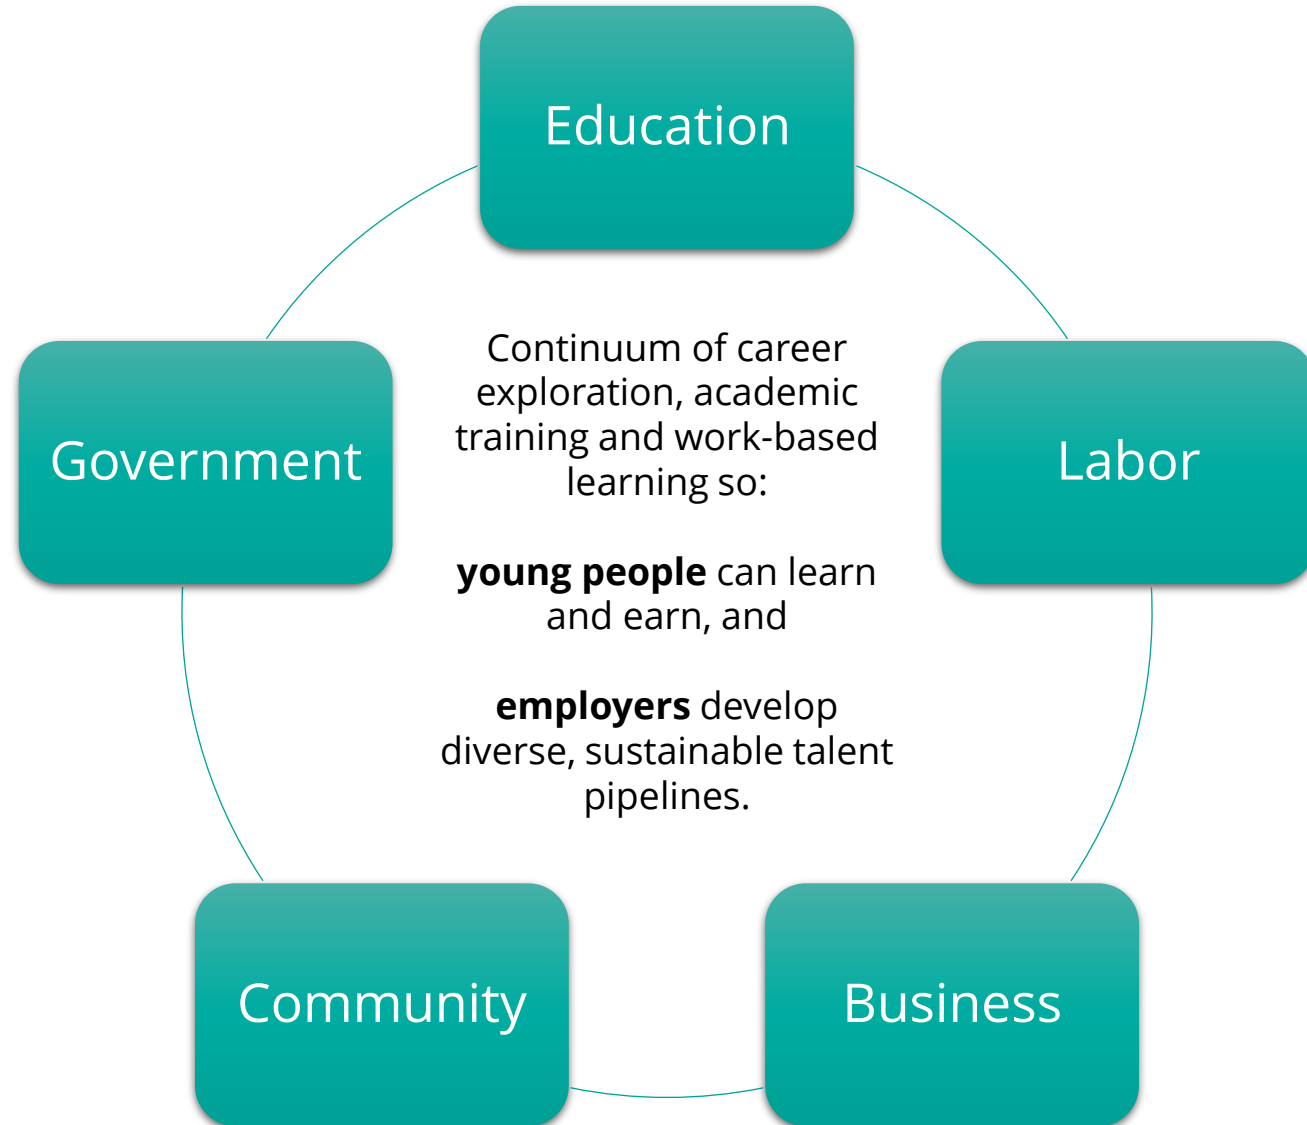 Education
Government
Labor
Continuum of career
exploration, academic
training and work-based
learning so:
young people can learn
and earn, and
employers develop
diverse, sustainable talent
pipelines.
Community
Business